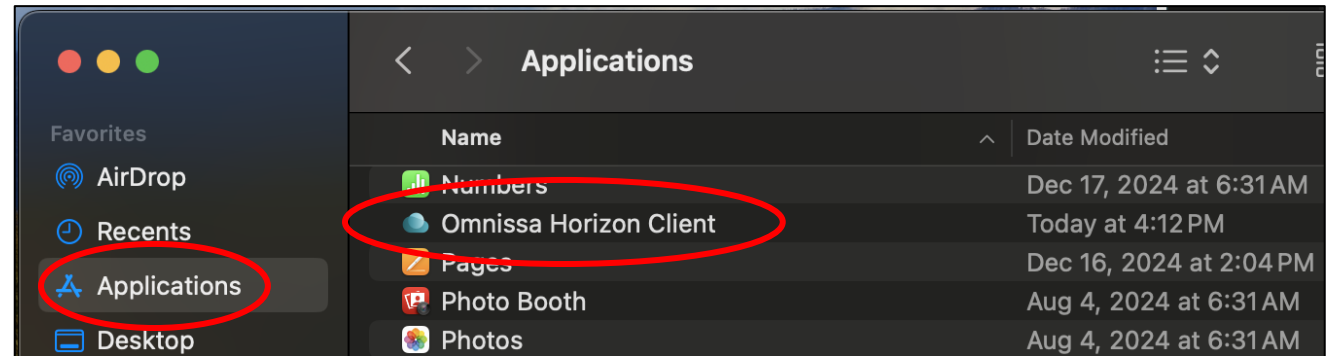 Applications
Favorites
AirDrop
Recents
Applications
Desktop
Name Date Modified
Numbers Dec 17, 2024 at 6:31 AM
Omnissa Horizon Client Today at 4:12 PM
Pages Dec 16, 2024 at 2:04 PM
Photo Booth Aug 4, 2024 at 6:31 AM
Photos Aug 4, 2024 at 6:31 AM